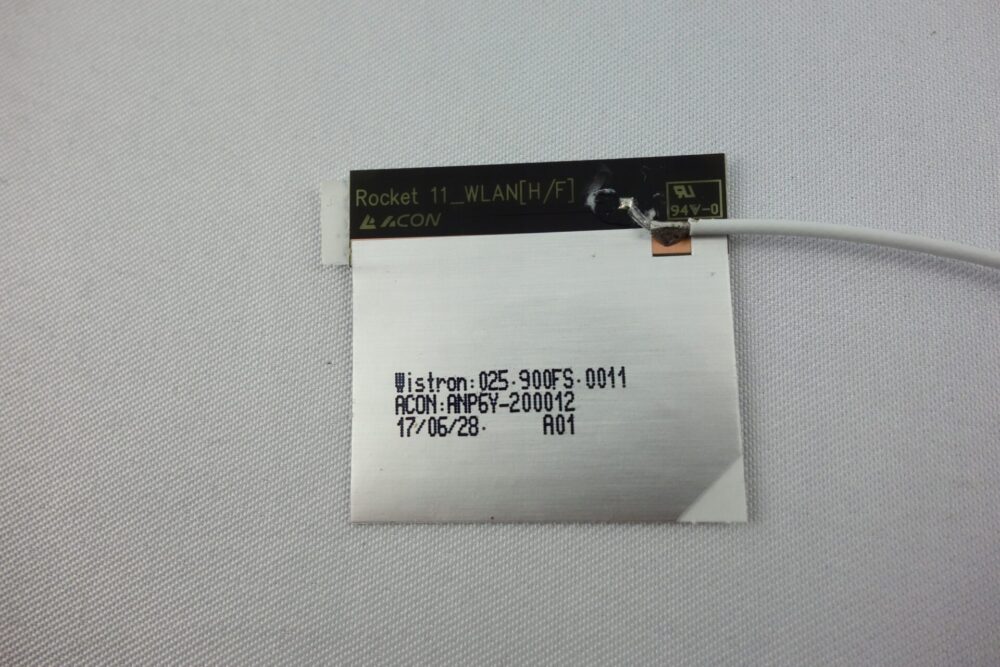 Rocket 11_WLAN[H/F]
ACON
94V-0
Wistron:025.900FS.0011
ACON:ANP6Y-200012
17/06/28. A01